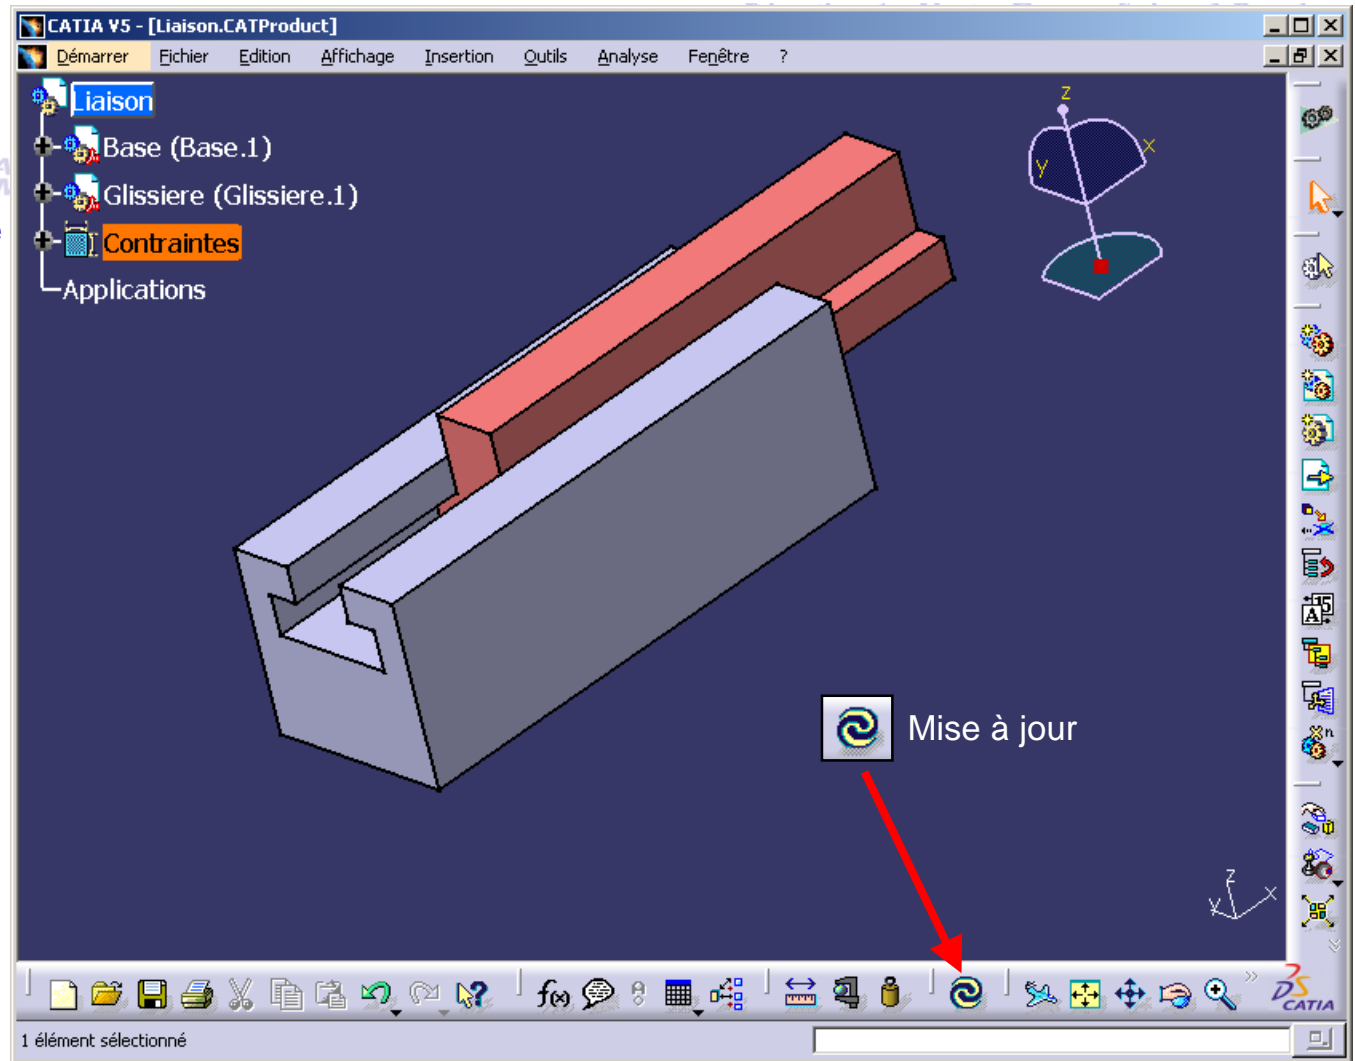 CATIA V5 - [Liaison.CATProduct]
Démarrer Fichier Edition Affichage Insertion Outils Analyse Fenêtre ?
Liaison
Base (Base.1)
Glissiere (Glissiere.1)
Contraintes
Applications
z
y
x
Mise à jour
z
y
x
f(x)
CATIA
1 élément sélectionné